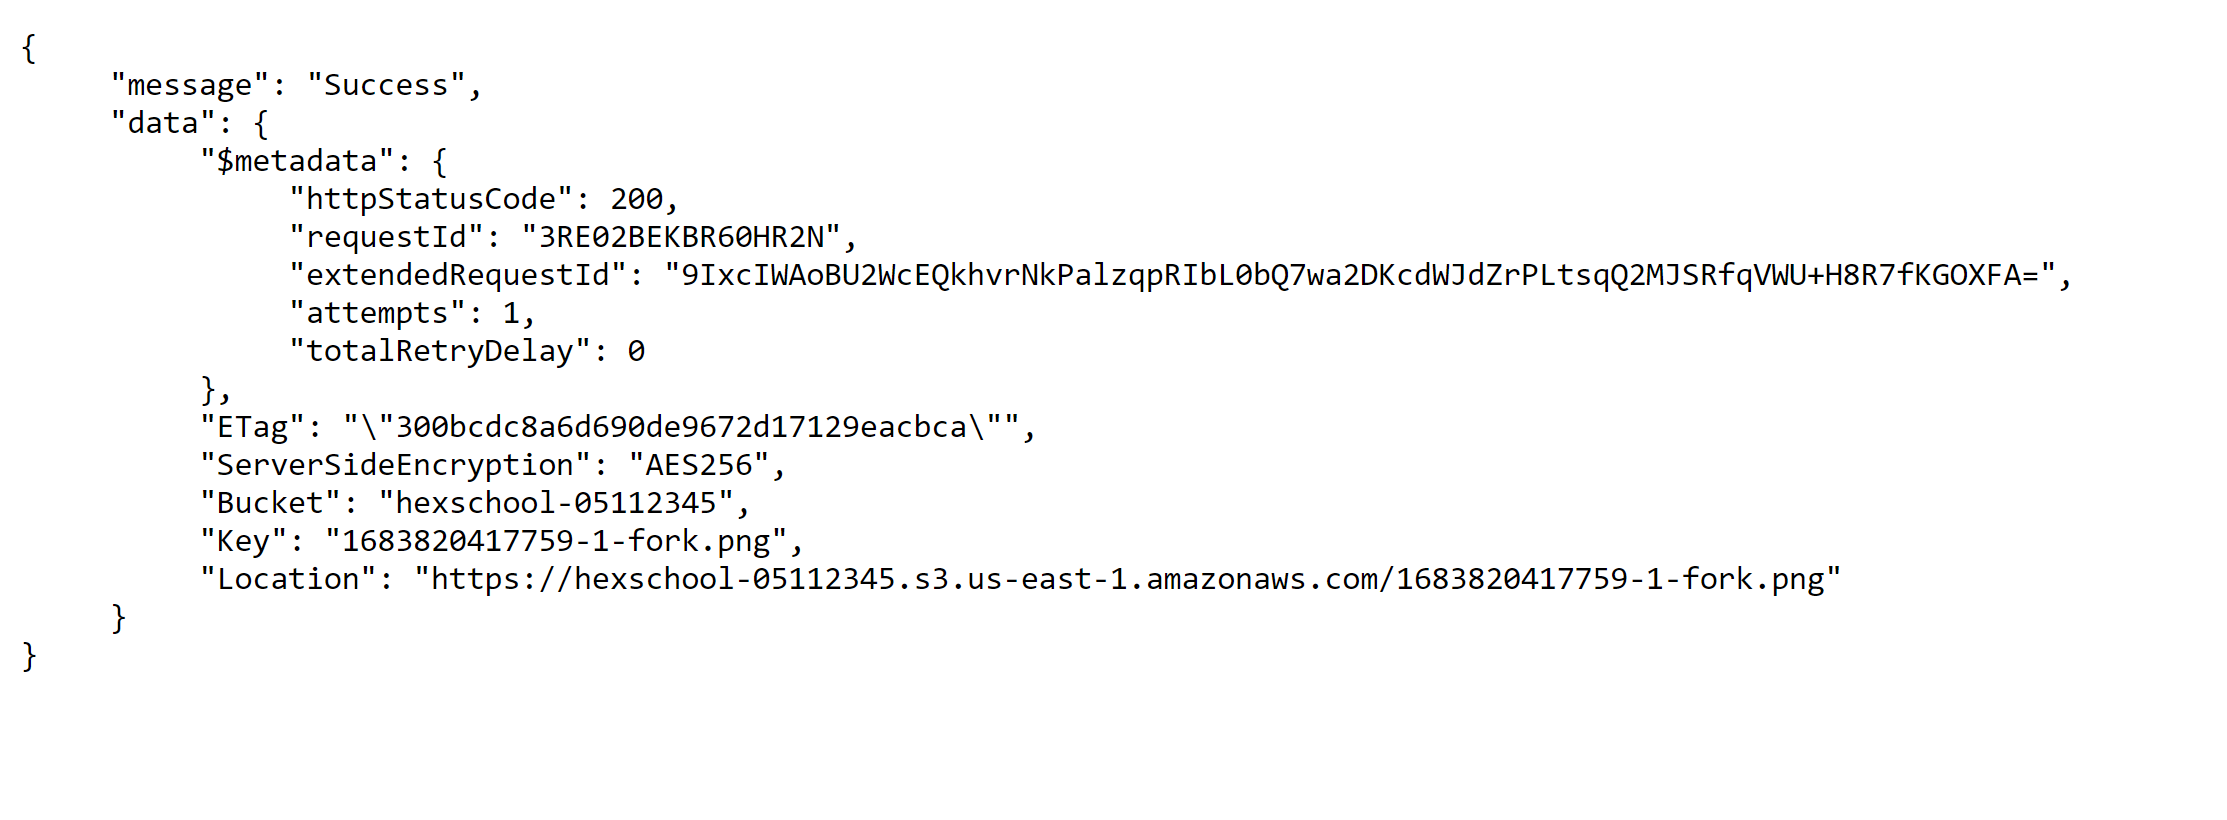 {
"message": "Success",
"data": {
"$metadata": {
"httpStatusCode": 200,
"requestId": "3RE02BEKBR60HR2N",
"extendedRequestId": "9IxcIWAoBU2WcEQkhvrNkPalzqpRIbL0bQ7wa2DKcdWJdZrPLtsqQ2MJSRfqVWU+H8R7fKGOXFA=",
"attempts": 1,
"totalRetryDelay": 0
},
"ETag": "\"300bcdc8a6d690de9672d17129eacbca\"",
"ServerSideEncryption": "AES256",
"Bucket": "hexschool-05112345",
"Key": "1683820417759-1-fork.png",
"Location": "https://hexschool-05112345.s3.us-east-1.amazonaws.com/1683820417759-1-fork.png"
}
}